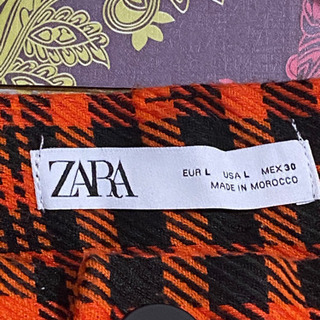 ZARA
EUR L USA L MEX 30
MADE IN MOROCCO